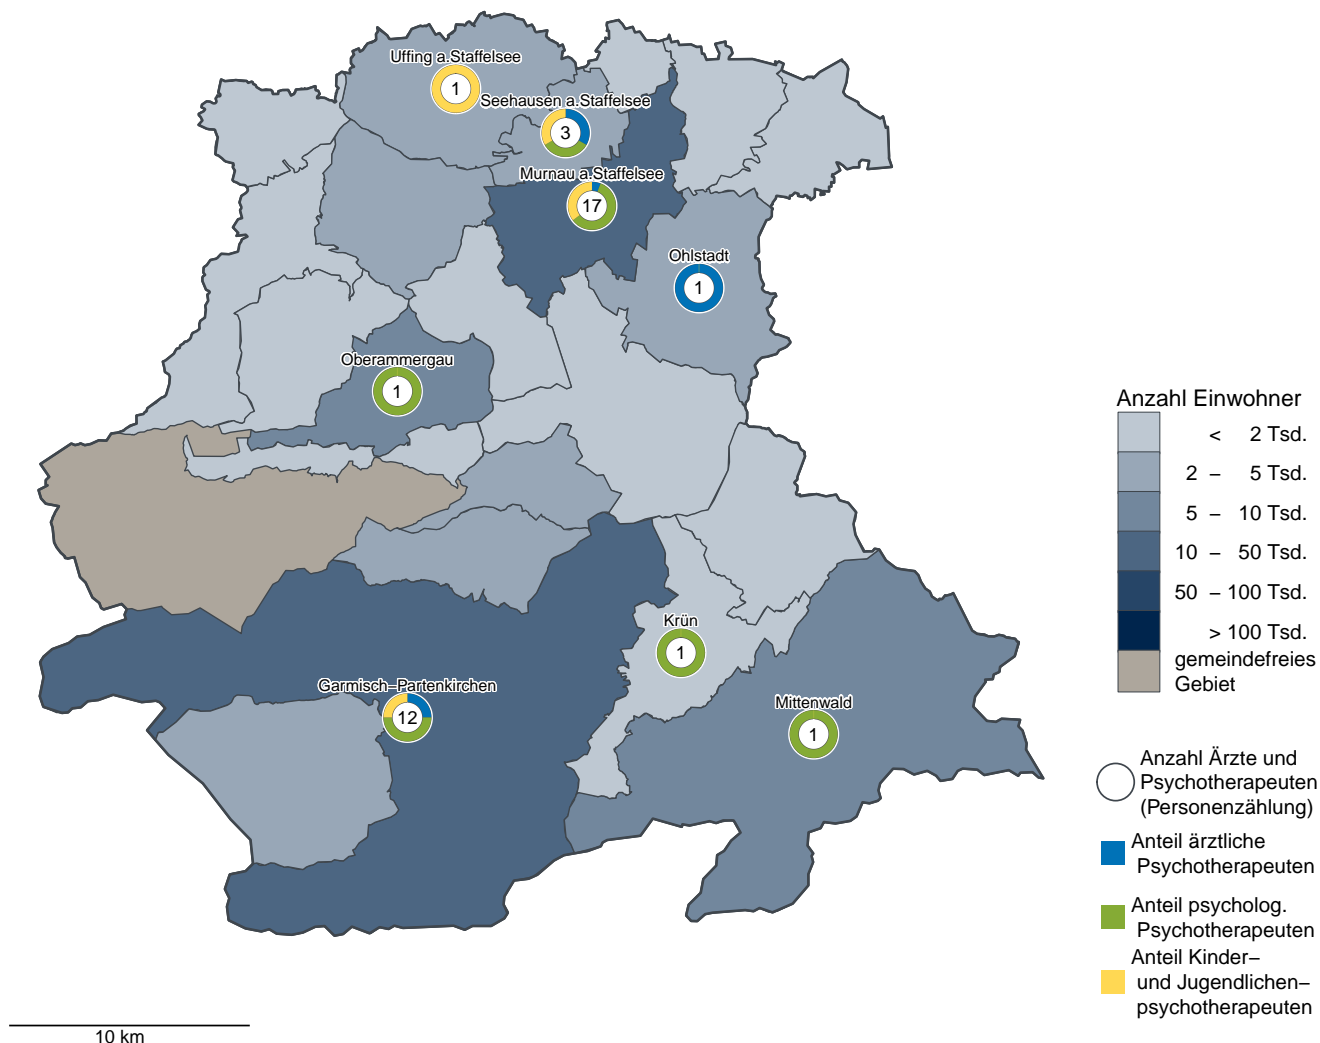 Uffing a.Staffelsee
1
Seehausen a.Staffelsee
3
Murnau a.Staffelsee
17
Ohlstadt
1
Oberammergau
1
Krün
1
Garmisch−Partenkirchen
12
Mittenwald
1
Anzahl Einwohner
< 2 Tsd.
2 − 5 Tsd.
5 − 10 Tsd.
10 − 50 Tsd.
50 − 100 Tsd.
> 100 Tsd.
gemeindefreies
Gebiet
Anzahl Ärzte und
Psychotherapeuten
(Personenzählung)
Anteil ärztliche
Psychotherapeuten
Anteil psycholog.
Psychotherapeuten
Anteil Kinder−
und Jugendlichen−
psychotherapeuten
10 km